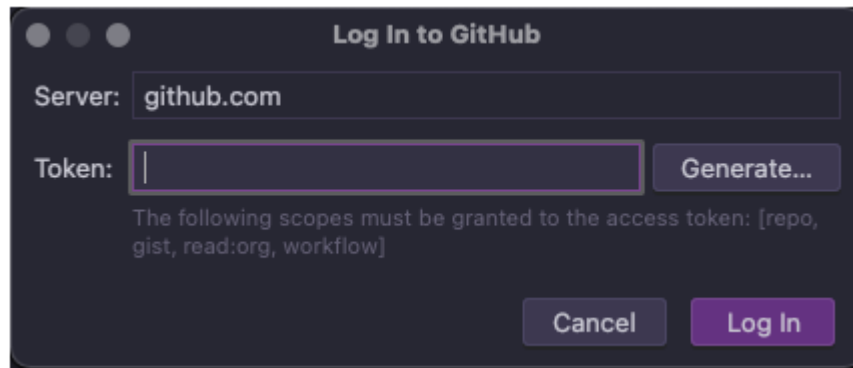 Log In to GitHub
Server: github.com
Token: Generate...
The following scopes must be granted to the access token: [repo,
gist, read:org, workflow]
Cancel Log In